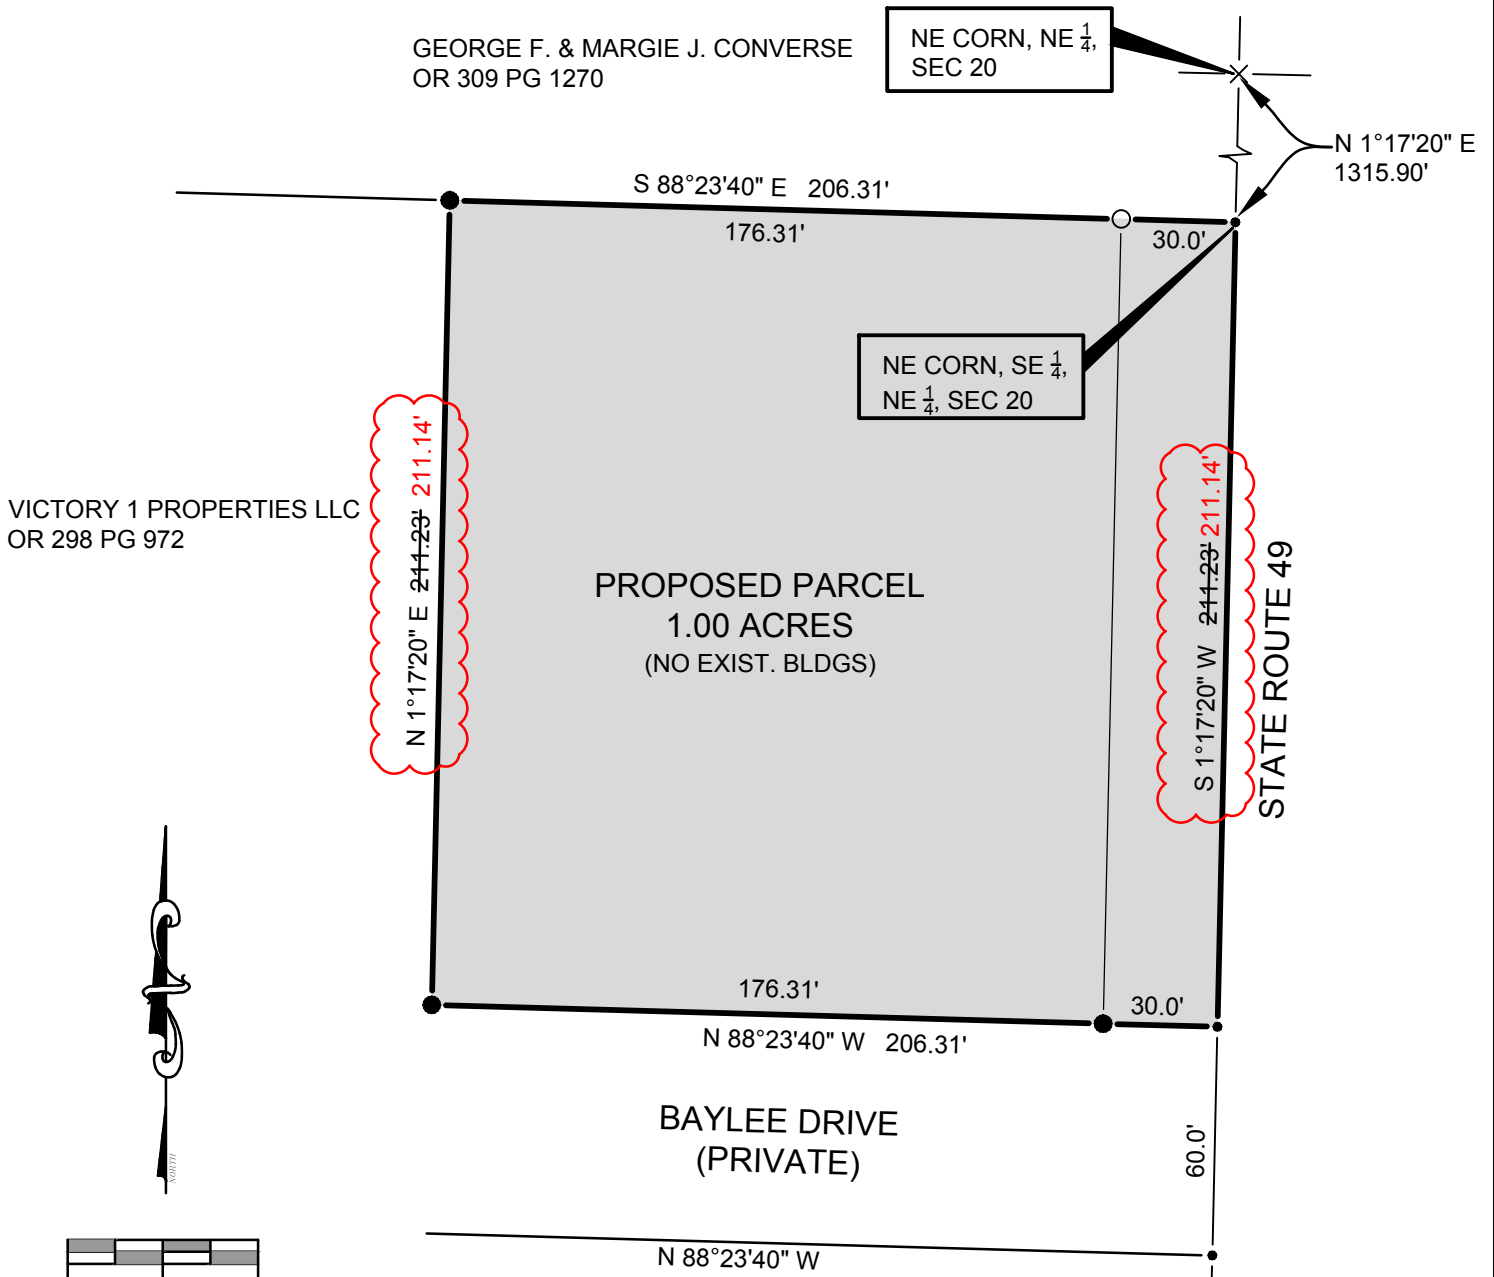 GEORGE F. & MARGIE J. CONVERSE
OR 309 PG 1270
NE CORN, NE 1/4,
SEC 20
N 1°17'20" E
1315.90'
S 88°23'40" E 206.31'
176.31'
30.0'
NE CORN, SE 1/4,
NE 1/4, SEC 20
VICTORY 1 PROPERTIES LLC
OR 298 PG 972
N 1°17'20" E 211.23' 211.14'
PROPOSED PARCEL
1.00 ACRES
(NO EXIST. BLDGS)
S 1°17'20" W 211.23' 211.14'
STATE ROUTE 49
176.31'
30.0'
N 88°23'40" W 206.31'
BAYLEE DRIVE
(PRIVATE)
60.0'
NORTH
N 88°23'40" W